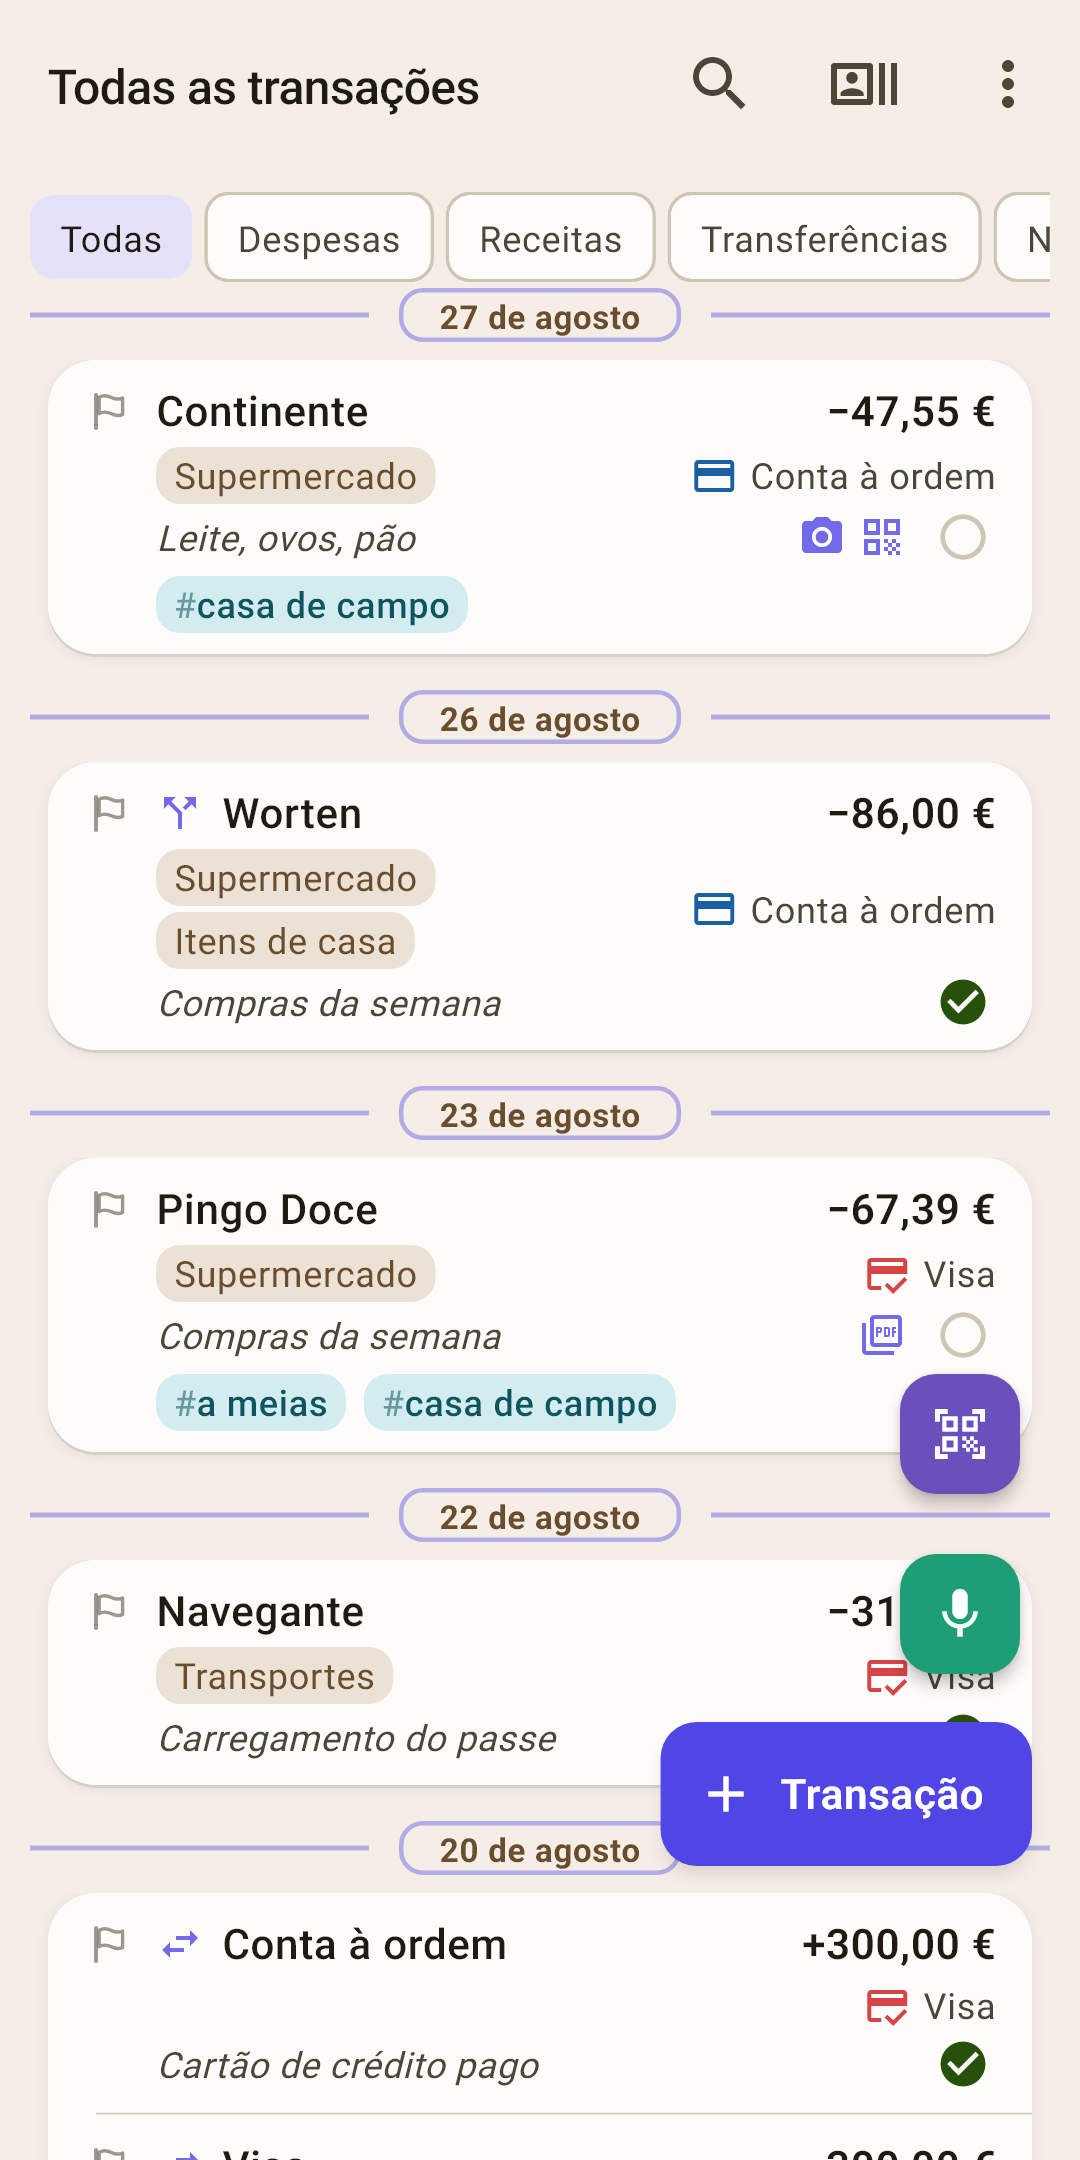 Todas as transações
Todas Despesas Receitas Transferências N
27 de agosto
Continente −47,55 €
Supermercado Conta à ordem
Leite, ovos, pão
#casa de campo
26 de agosto
Worten −86,00 €
Supermercado
Conta à ordem
Itens de casa
Compras da semana
23 de agosto
Pingo Doce −67,39 €
Supermercado Visa
Compras da semana
PDF
#a meias #casa de campo
22 de agosto
Navegante −31
Transportes Visa
Carregamento do passe
+ Transação
20 de agosto
Conta à ordem +300,00 €
Visa
Cartão de crédito pago
Visa